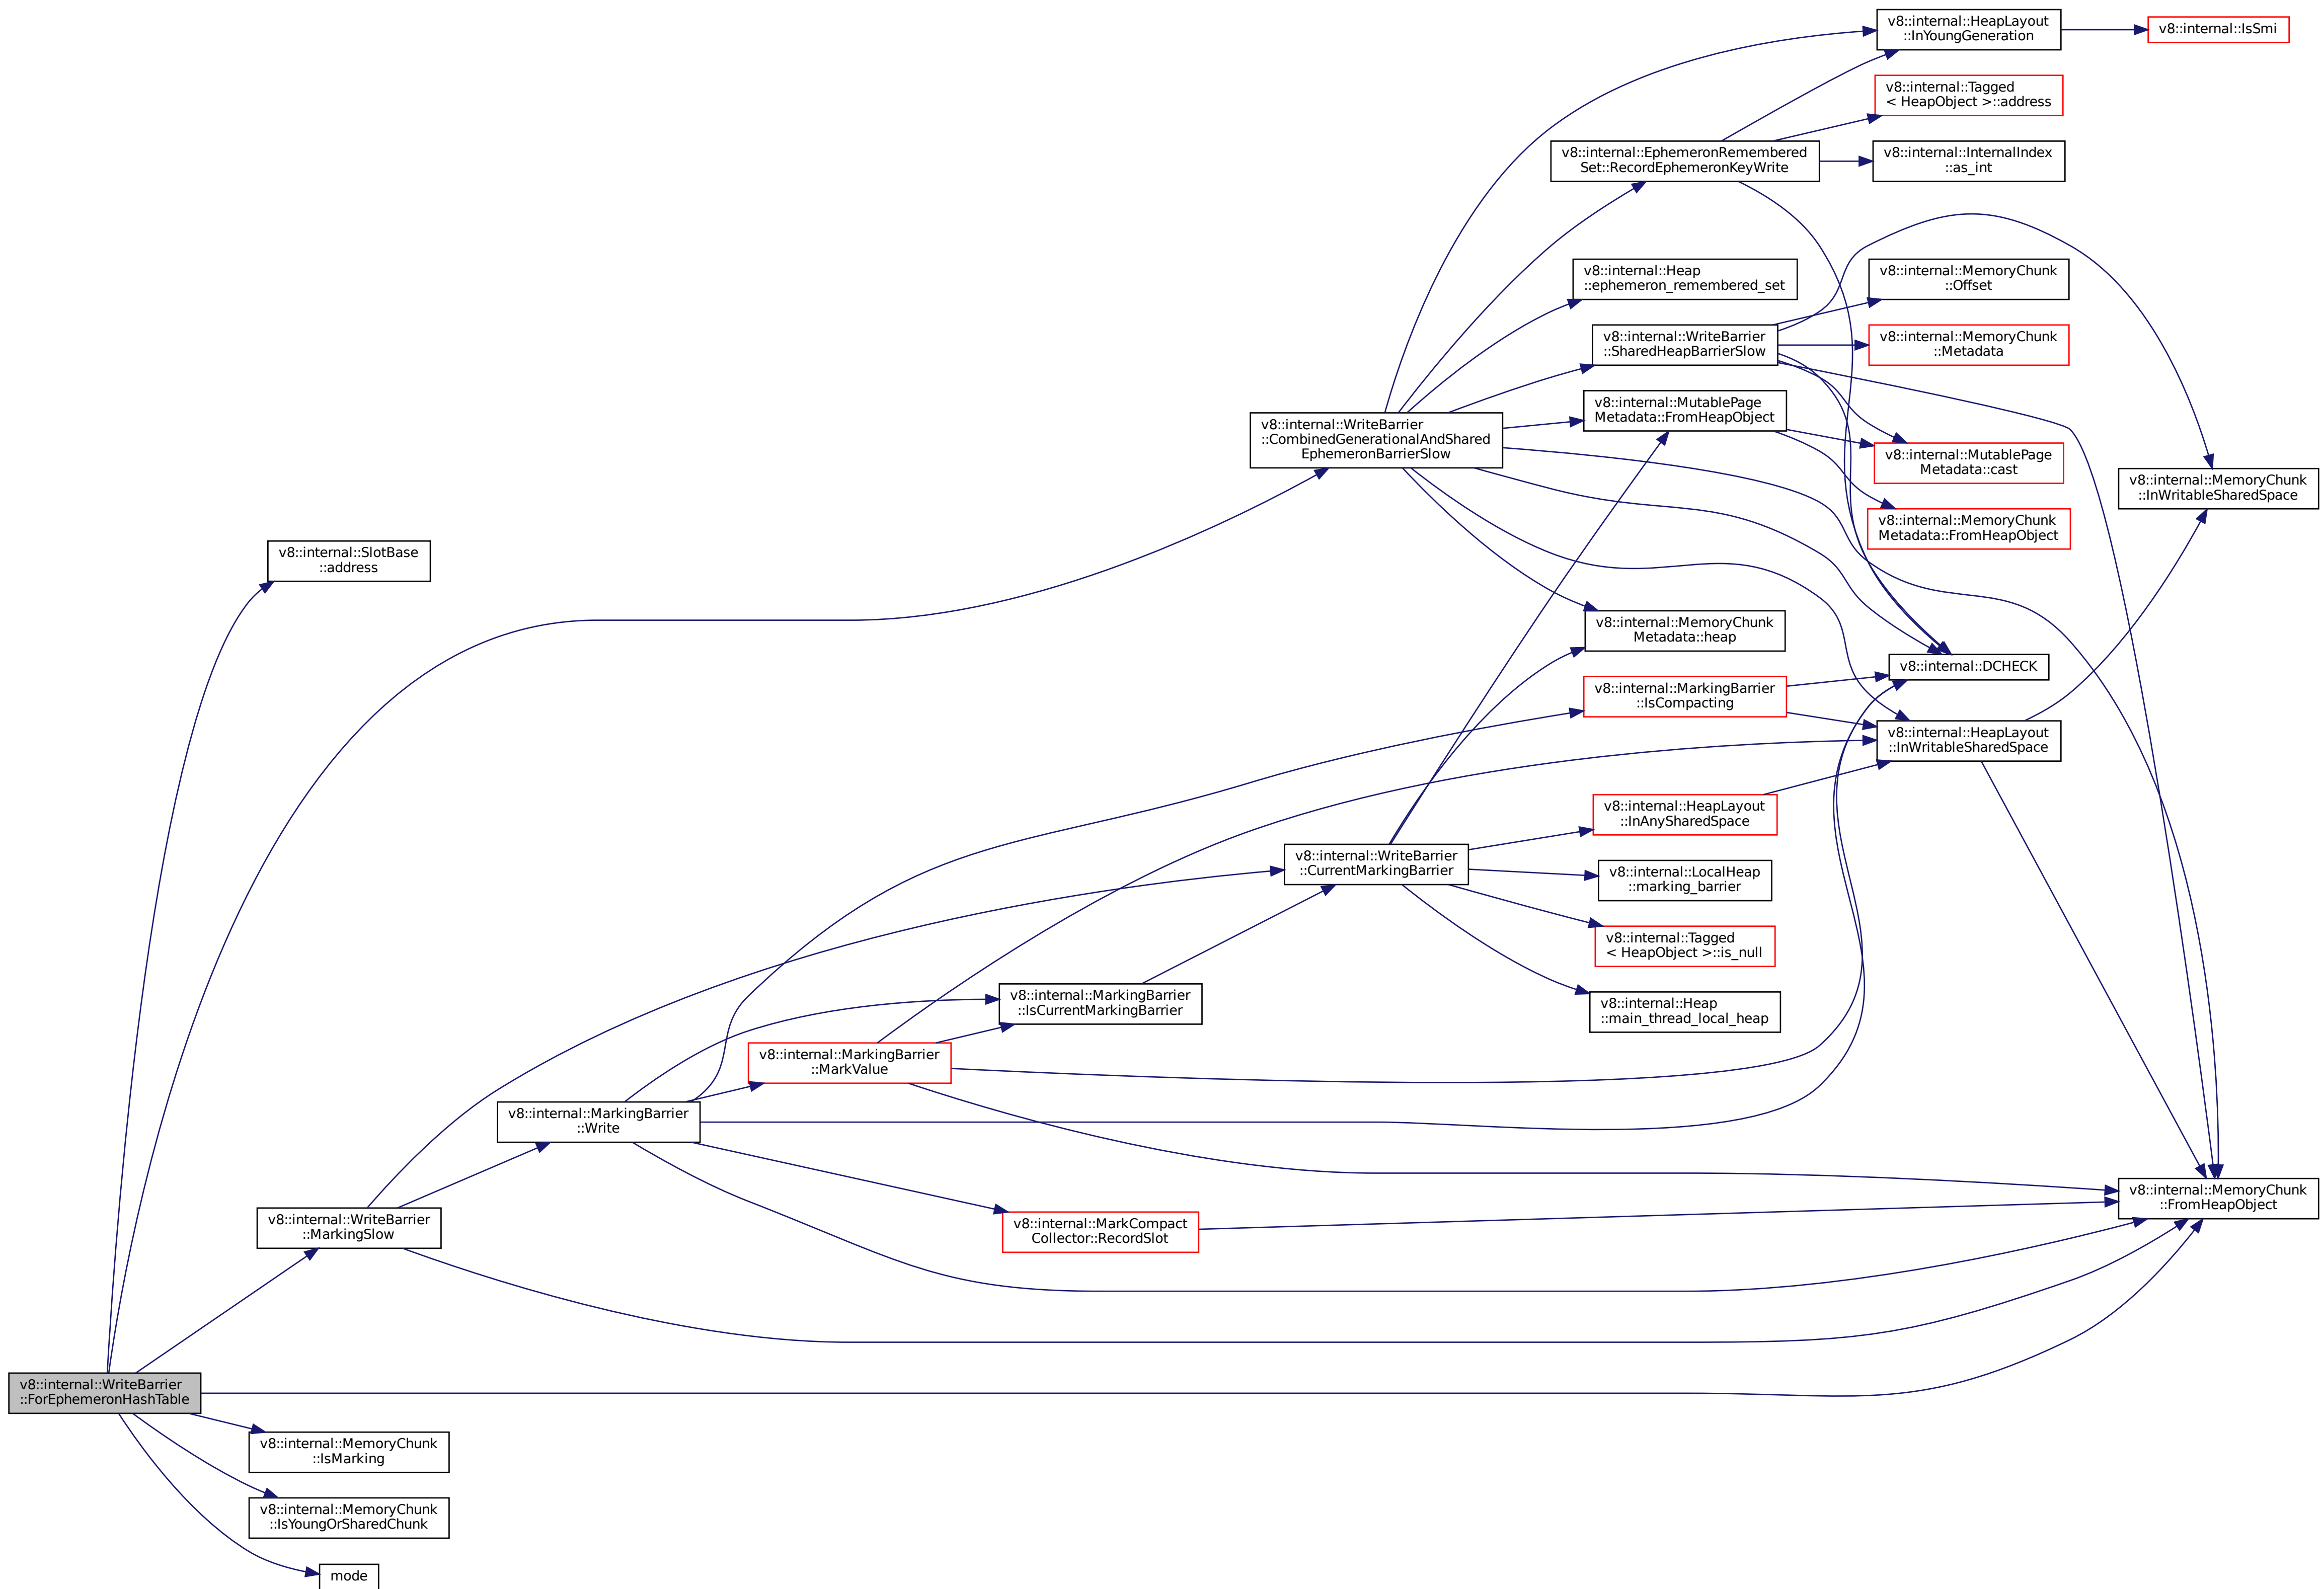 v8::internal::HeapLayout
::InYoungGeneration
v8::internal::IsSmi
v8::internal::Tagged
< HeapObject >::address
v8::internal::EphemeronRemembered
Set::RecordEphemeronKeyWrite
v8::internal::InternalIndex
::as_int
v8::internal::Heap
::ephemeron_remembered_set
v8::internal::MemoryChunk
::Offset
v8::internal::WriteBarrier
::SharedHeapBarrierSlow
v8::internal::MemoryChunk
::Metadata
v8::internal::MutablePage
Metadata::FromHeapObject
v8::internal::WriteBarrier
::CombinedGenerationalAndShared
EphemeronBarrierSlow
v8::internal::MutablePage
Metadata::cast
v8::internal::MemoryChunk
::InWritableSharedSpace
v8::internal::MemoryChunk
Metadata::FromHeapObject
v8::internal::SlotBase
::address
v8::internal::MemoryChunk
Metadata::heap
v8::internal::DCHECK
v8::internal::MarkingBarrier
::IsCompacting
v8::internal::HeapLayout
::InWritableSharedSpace
v8::internal::HeapLayout
::InAnySharedSpace
v8::internal::WriteBarrier
::CurrentMarkingBarrier
v8::internal::LocalHeap
::marking_barrier
v8::internal::Tagged
< HeapObject >::is_null
v8::internal::MarkingBarrier
::IsCurrentMarkingBarrier
v8::internal::Heap
::main_thread_local_heap
v8::internal::MarkingBarrier
::MarkValue
v8::internal::MarkingBarrier
::Write
v8::internal::MemoryChunk
::FromHeapObject
v8::internal::WriteBarrier
::MarkingSlow
v8::internal::MarkCompact
Collector::RecordSlot
v8::internal::WriteBarrier
::ForEphemeronHashTable
v8::internal::MemoryChunk
::IsMarking
v8::internal::MemoryChunk
::IsYoungOrSharedChunk
mode